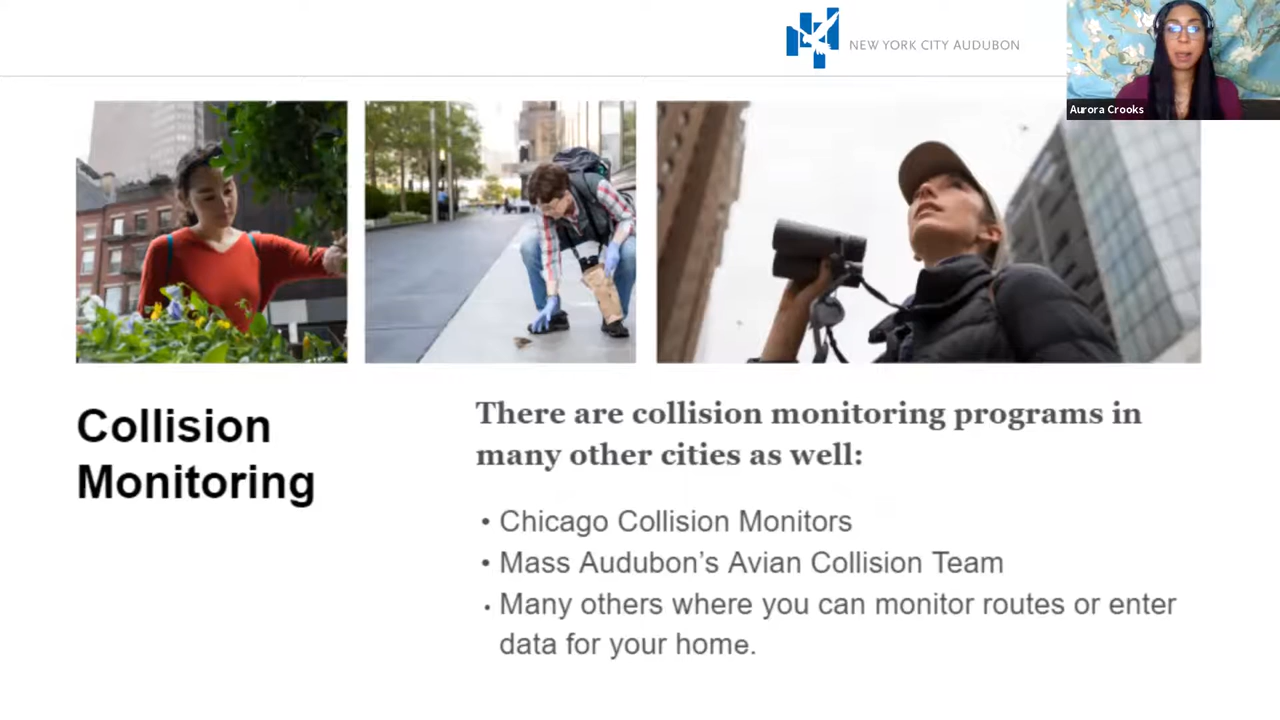 NEW YORK CITY AUDUBON
Aurora Crooks
Collision
Monitoring
There are collision monitoring programs in
many other cities as well:
• Chicago Collision Monitors
• Mass Audubon's Avian Collision Team
• Many others where you can monitor routes or enter
data for your home.